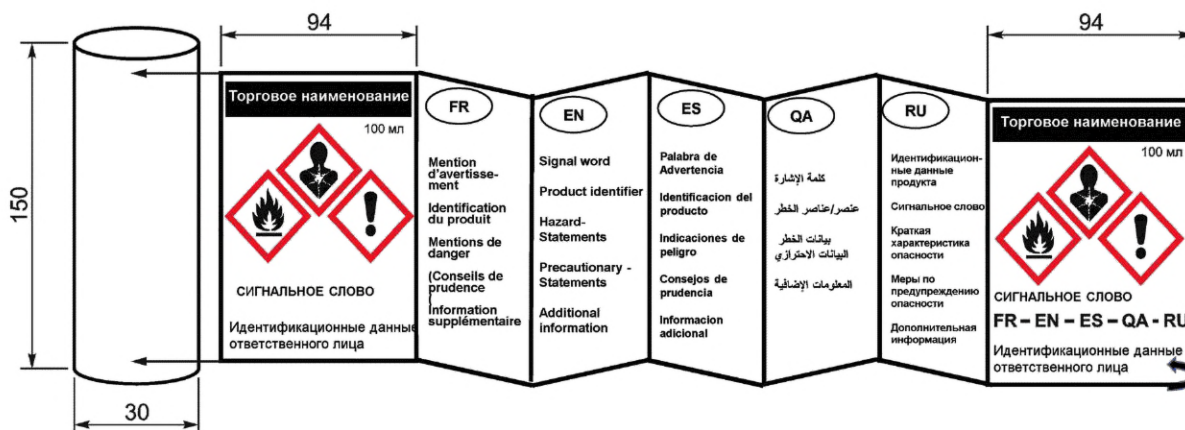 94
150
30
Торговое наименование
100 мл
СИГНАЛЬНОЕ СЛОВО
Идентификационные данные
ответственного лица
FR
Mention
d'avertisse-
ment
Identification
du produit
Mentions de
danger
(Conseils de
prudence
(
Information
supplémentaire
EN
Signal word
Product identifier
Hazard-
Statements
Precautionary -
Statements
Additional
information
ES
Palabra de
Advertencia
Identificacion del
producto
Indicaciones de
peligro
Consejos de
prudencia
Informacion
adicional
QA
كلمة الإشارة
عنصر/عناصر الخطر
بيانات الخطر
البيانات الاحترازي
المعلومات الإضافية
RU
Идентификацион-
ные данные
продукта
Сигнальное слово
Краткая
характеристика
опасности
Меры по
предупреждению
опасности
Дополнительная
информация
94
Торговое наименование
100 мл
СИГНАЛЬНОЕ СЛОВО
FR – EN – ES – QA - RU
Идентификационные данные
ответственного лица